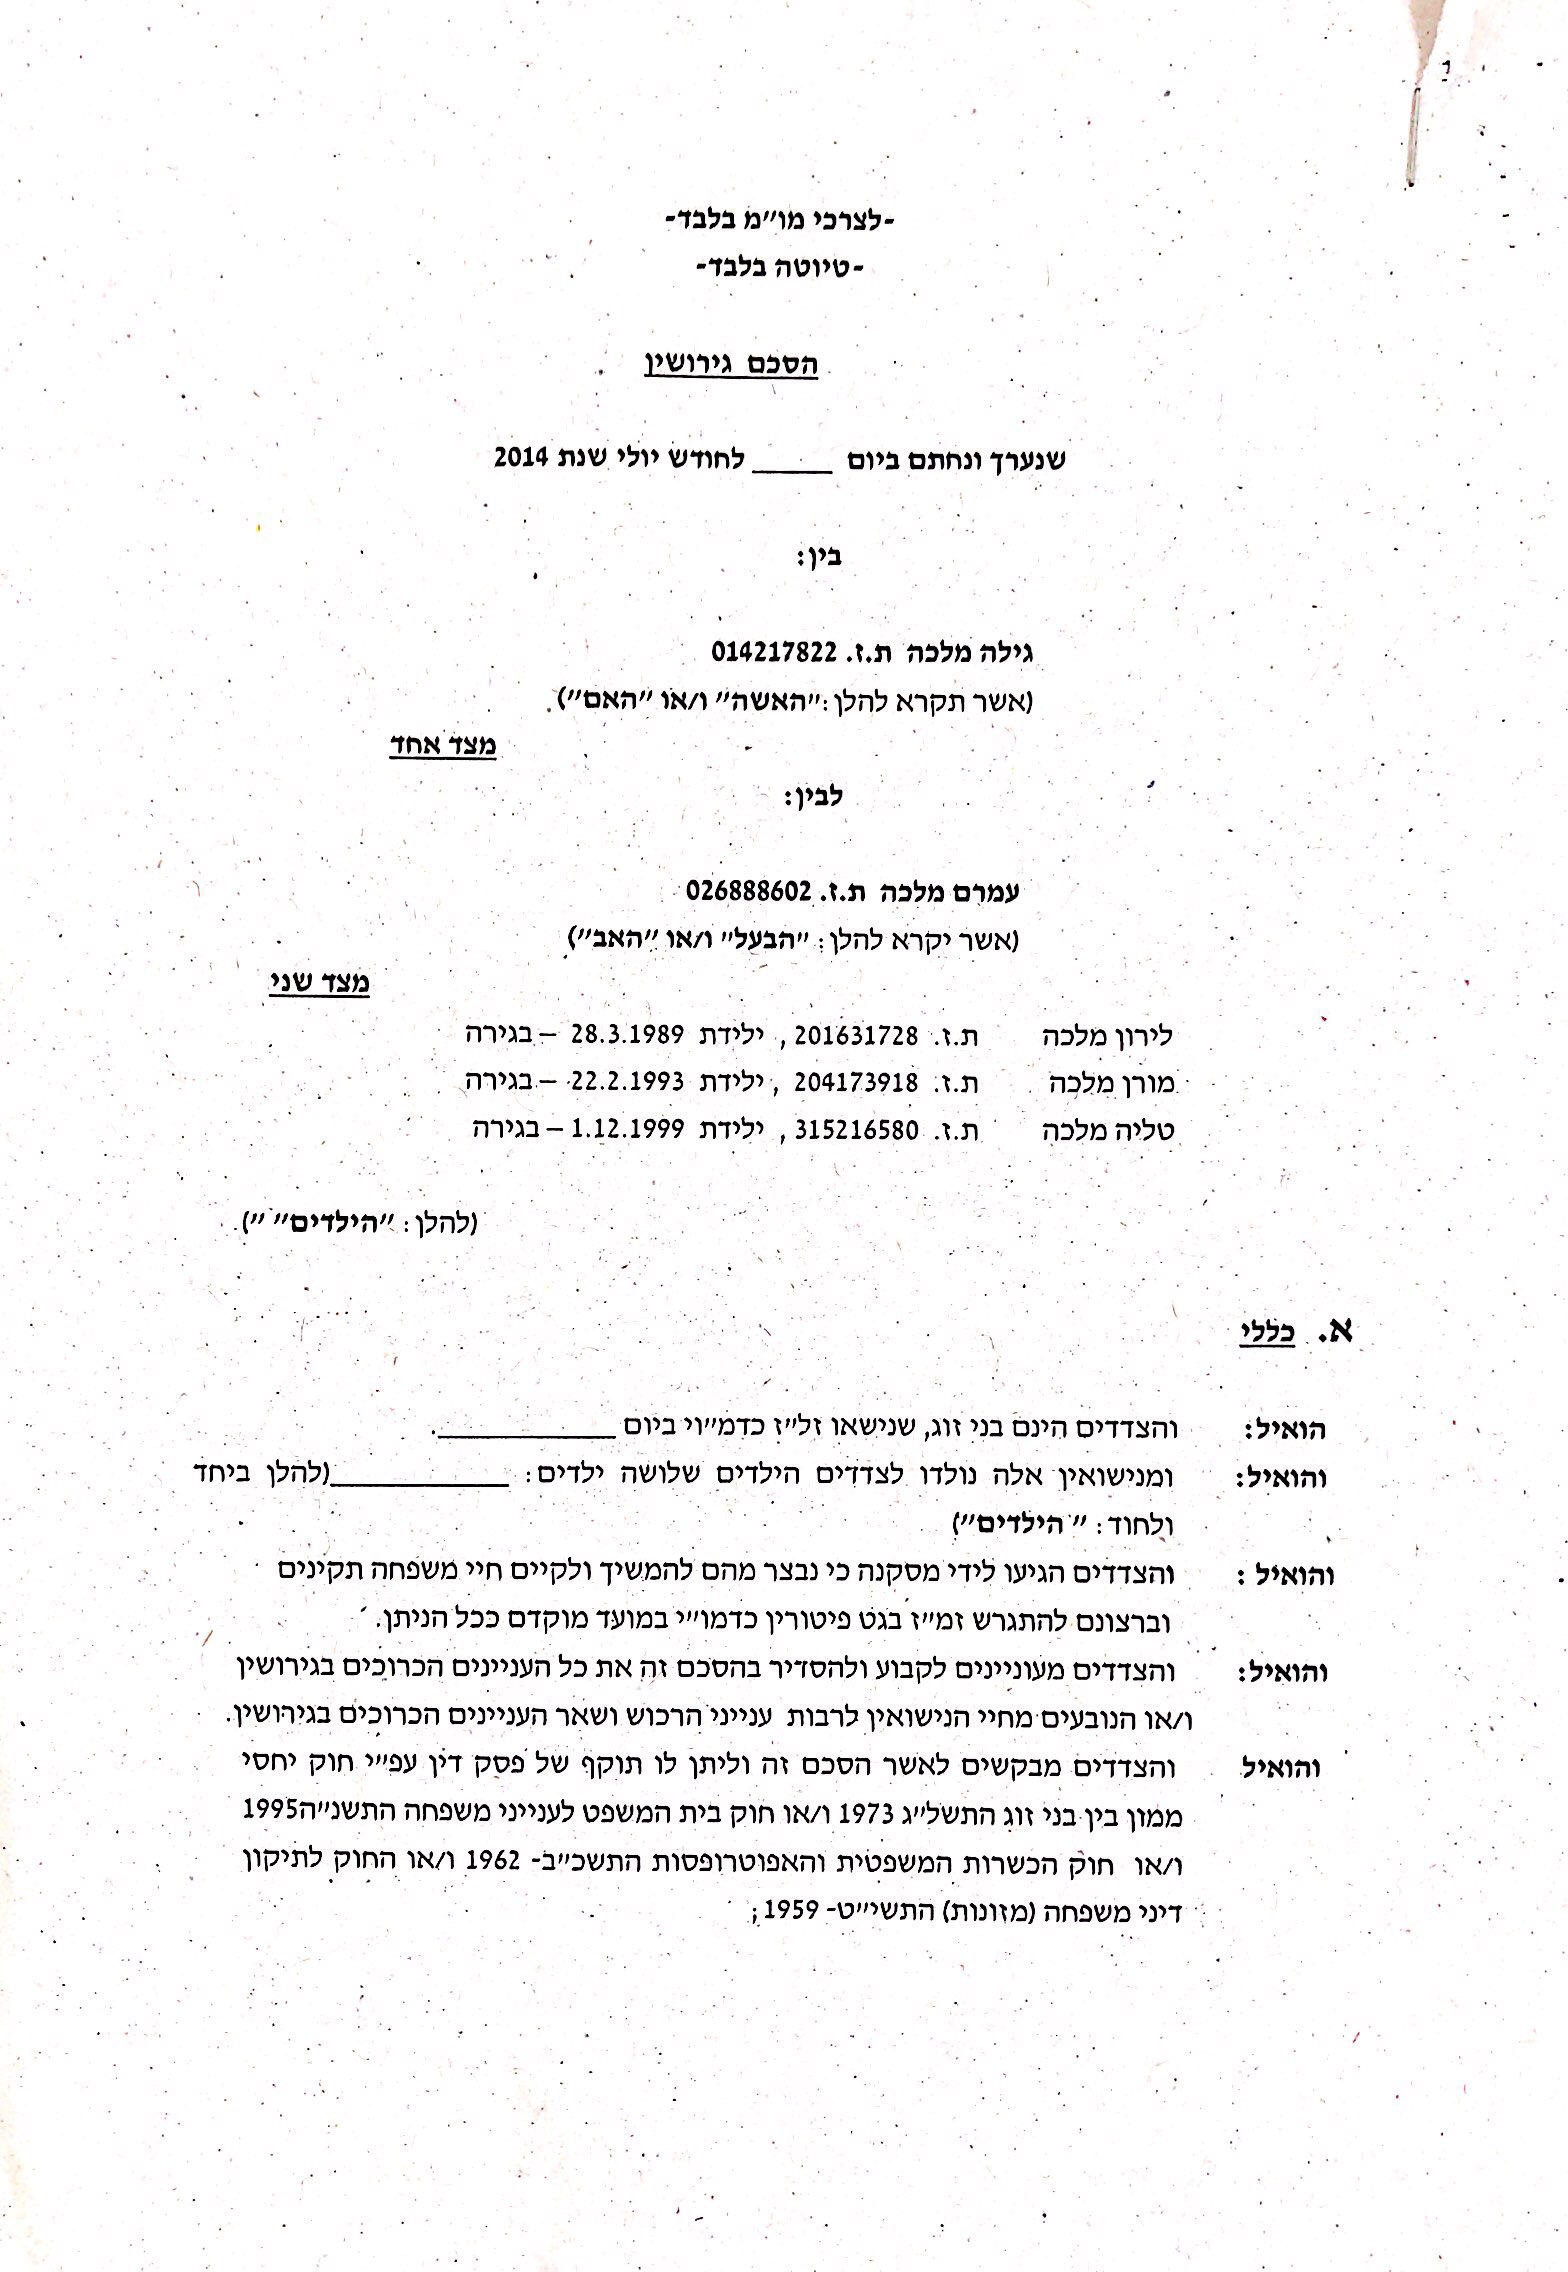 -לצרכי מו"מ בלבד-
-טיוטה בלבד-
הסכם גירושין
שנערך ונחתם ביום _____ לחודש יולי שנת 2014
בין:
גילה מלכה ת.ז. 014217822
(אשר תקרא להלן: "האשה" ו/או "האם")
מצד אחד
לבין:
עמרם מלכה ת.ז. 026888602
(אשר יקרא להלן: "הבעל" ו/או "האב")
מצד שני
לירון מלכה ת.ז. 201631728, ילידת 28.3.1989 – בגירה
מורן מלכה ת.ז. 204173918, ילידת 22.2.1993 – בגירה
טליה מלכה ת.ז. 315216580, ילידת 1.12.1999 – בגירה
(להלן: "הילדים" ")
א. כללי
הואיל: והצדדים הינם בני זוג, שנישאו זל"ז כדמ"וי ביום ___________.
והואיל: ומנישואין אלה נולדו לצדדים הילדים שלושה ילדים: ___________(להלן ביחד
ולחוד: " הילדים")
והואיל : והצדדים הגיעו לידי מסקנה כי נבצר מהם להמשיך ולקיים חיי משפחה תקינים
וברצונם להתגרש זמ"ז בגט פיטורין כדמו"י במועד מוקדם ככל הניתן.
והואיל: והצדדים מעוניינים לקבוע ולהסדיר בהסכם זה את כל העניינים הכרוכים בגירושין
ו/או הנובעים מחיי הנישואין לרבות ענייני הרכוש ושאר העניינים הכרוכים בגירושין.
והואיל והצדדים מבקשים לאשר הסכם זה וליתן לו תוקף של פסק דין עפ"י חוק יחסי
ממון בין בני זוג התשל"ג 1973 ו/או חוק בית המשפט לענייני משפחה התשנ"ה1995
ו/או חוק הכשרות המשפטית והאפוטרופסות התשכ"ב- 1962 ו/או החוק לתיקון
דיני משפחה (מזונות) התשי"ט- 1959;